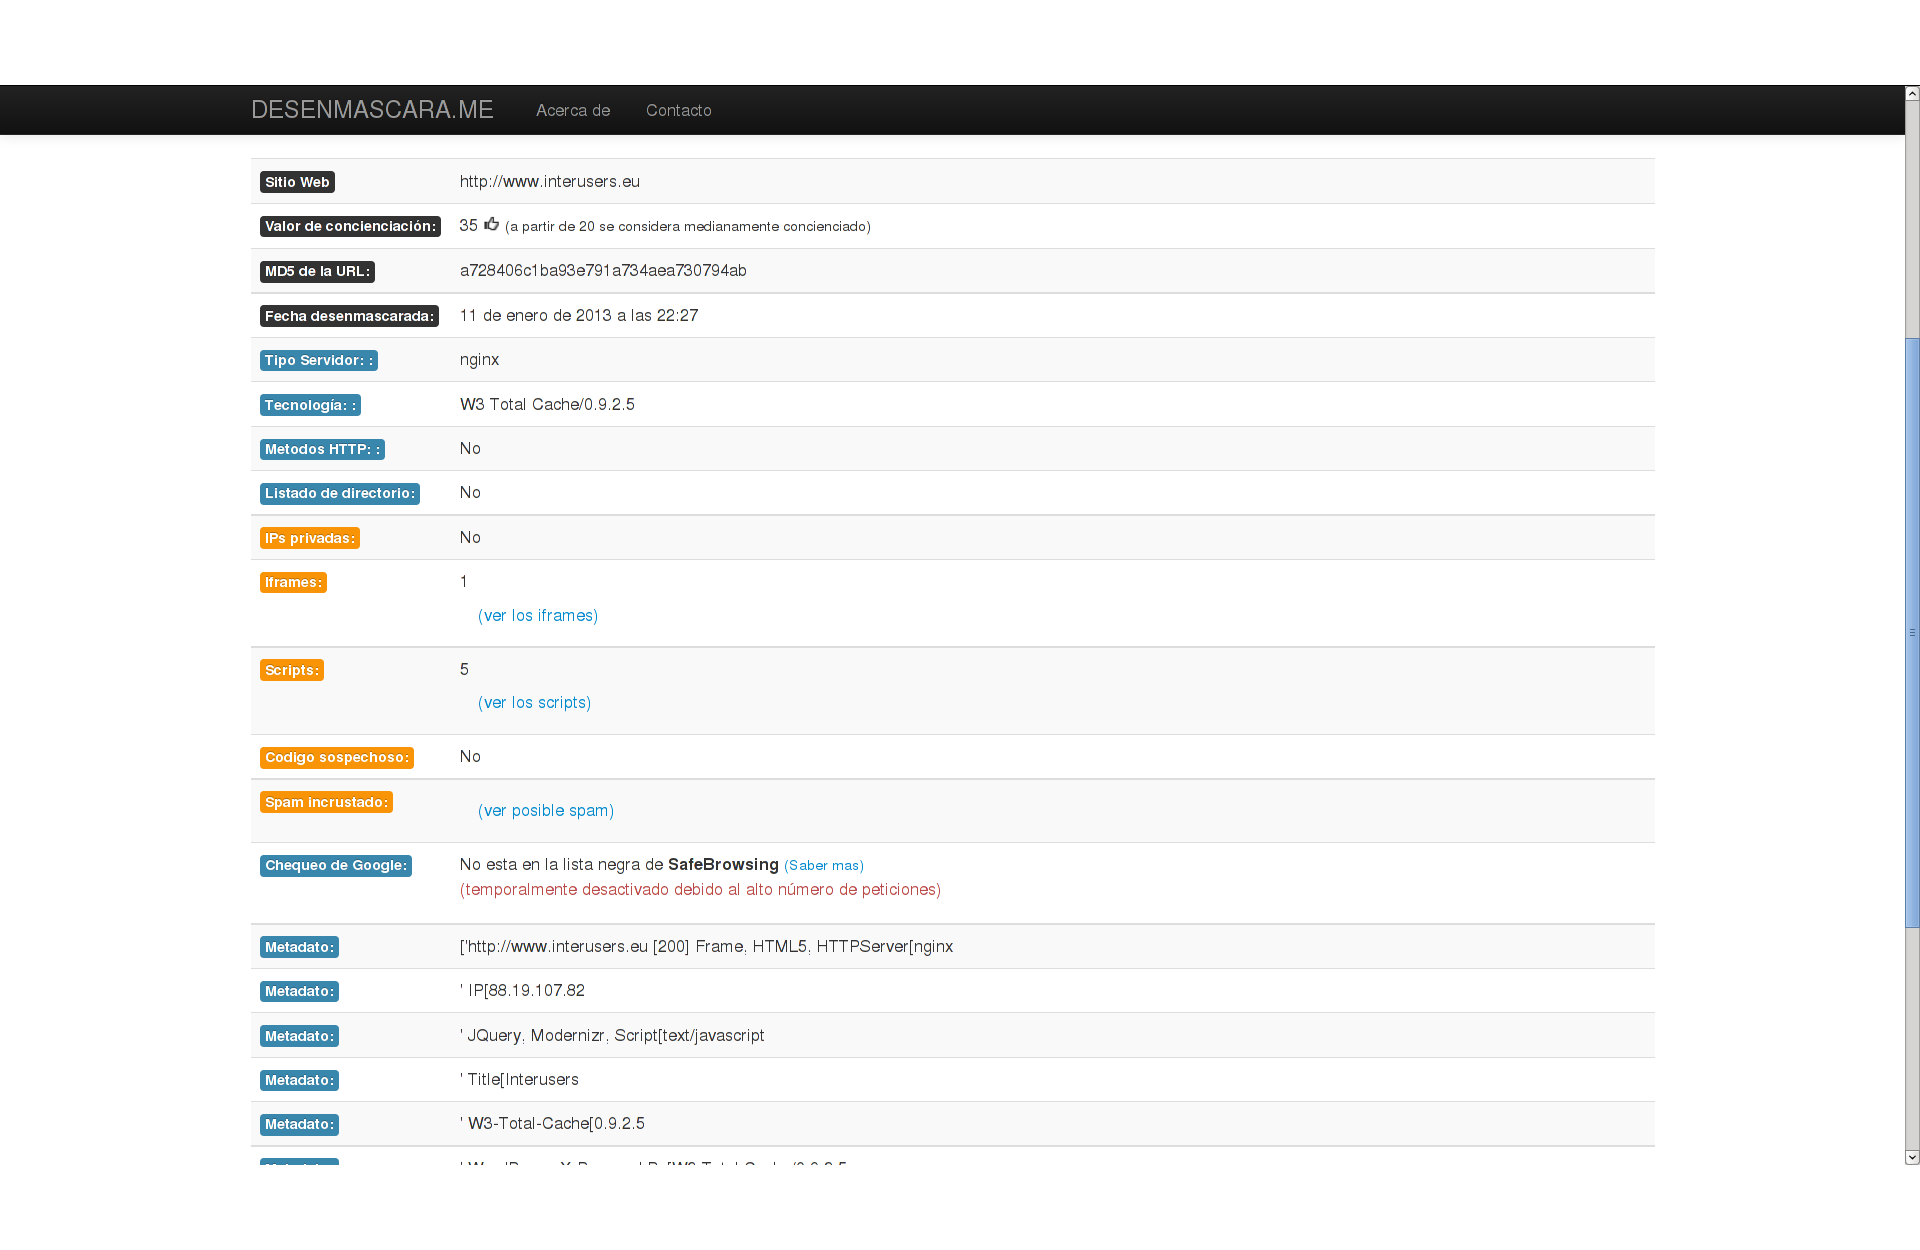 DESENMASCARA.ME Acerca de Contacto
Sitio Web http://www.interusers.eu
Valor de concienciación: 35 (a partir de 20 se considera medianamente concienciado)
MD5 de la URL: a728406c1ba93e791a734aea730794ab
Fecha desenmascarada: 11 de enero de 2013 a las 22:27
Tipo Servidor: : nginx
Tecnología: : W3 Total Cache/0.9.2.5
Metodos HTTP: : No
Listado de directorio: No
IPs privadas: No
Iframes: 1
(ver los iframes)
Scripts: 5
(ver los scripts)
Codigo sospechoso: No
Spam incrustado: (ver posible spam)
Chequeo de Google: No esta en la lista negra de SafeBrowsing (Saber mas)
(temporalmente desactivado debido al alto número de peticiones)
Metadato: ['http://www.interusers.eu [200] Frame, HTML5, HTTPServer[nginx
Metadato: ' IP[88.19.107.82
Metadato: ' JQuery, Modernizr, Script[text/javascript
Metadato: ' Title[Interusers
Metadato: ' W3-Total-Cache[0.9.2.5